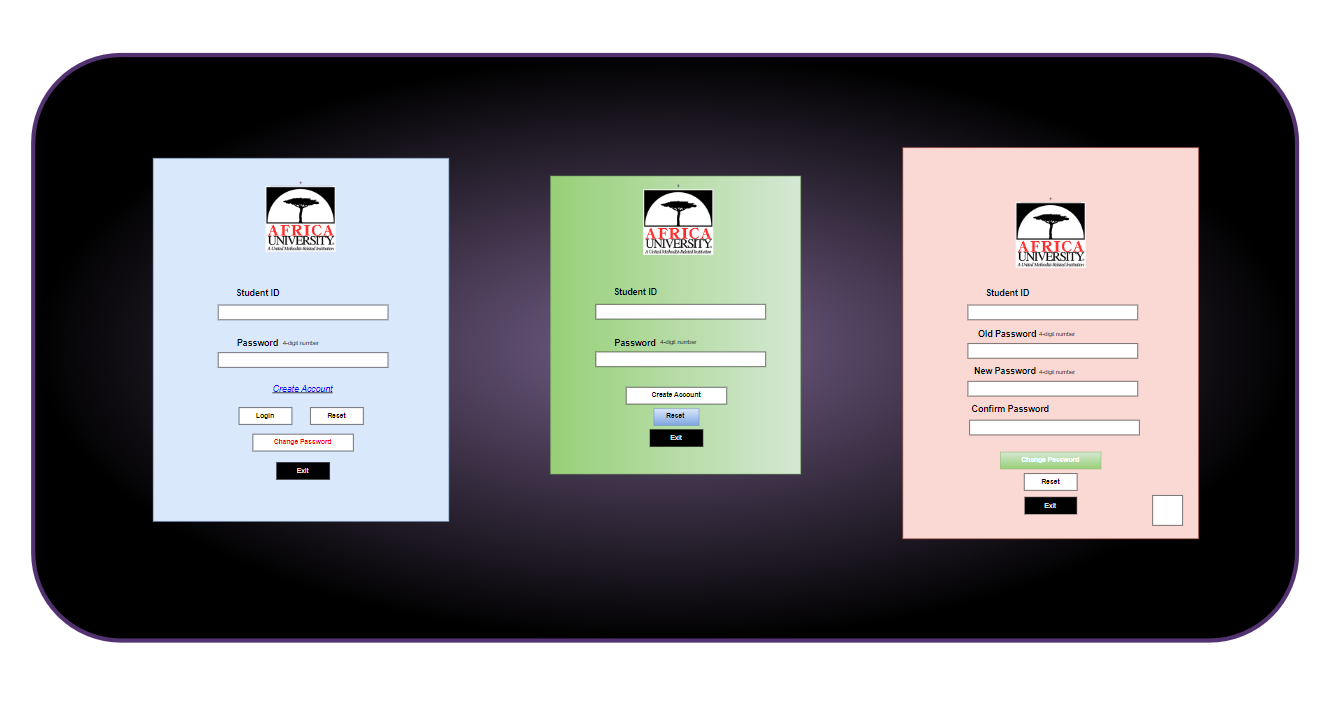 AFRICA
UNIVERSITY
A United Methodist-Related Institution
Student ID
Password 4-digit number
Create Account
Login
Reset
Change Password
Exit
AFRICA
UNIVERSITY
A United Methodist-Related Institution
Student ID
Password 4-digit number
Create Account
Reset
Exit
AFRICA
UNIVERSITY
A United Methodist-Related Institution
Student ID
Old Password 4-digit number
New Password 4-digit number
Confirm Password
Change Password
Reset
Exit